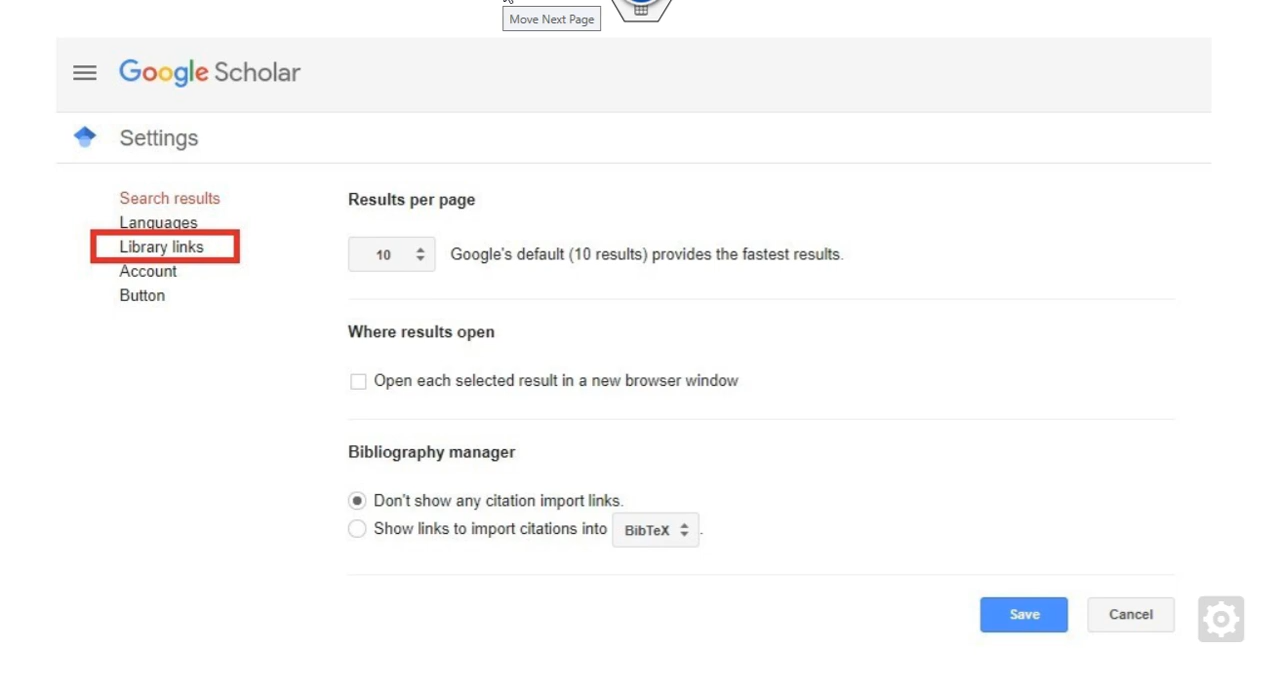 Move Next Page
Google Scholar
Settings
Search results
Languages
Library links
Account
Button
Results per page
10 Google's default (10 results) provides the fastest results.
Where results open
Open each selected result in a new browser window
Bibliography manager
Don't show any citation import links.
Show links to import citations into BibTeX .
Save Cancel